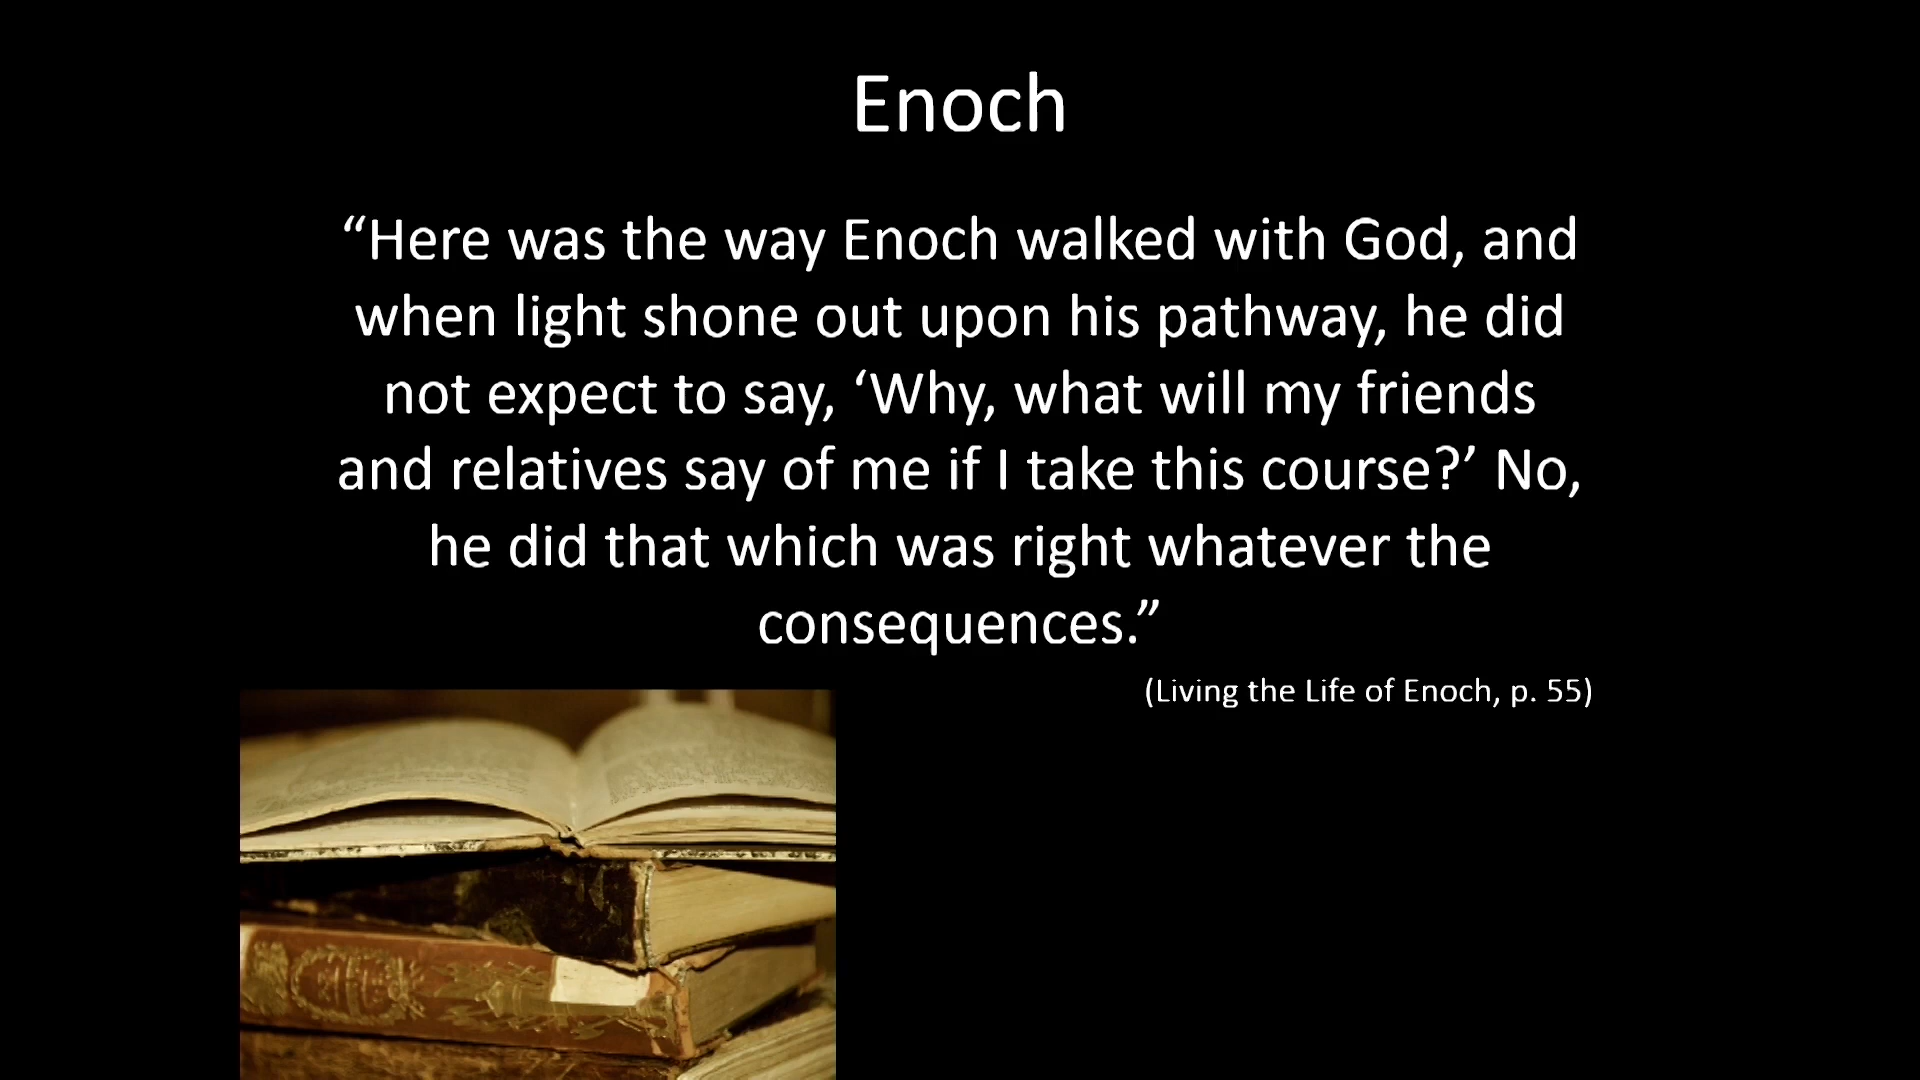 Enoch
“Here was the way Enoch walked with God, and
when light shone out upon his pathway, he did
not expect to say, ‘Why, what will my friends
and relatives say of me if I take this course?’ No,
he did that which was right whatever the
consequences.”
(Living the Life of Enoch, p. 55)